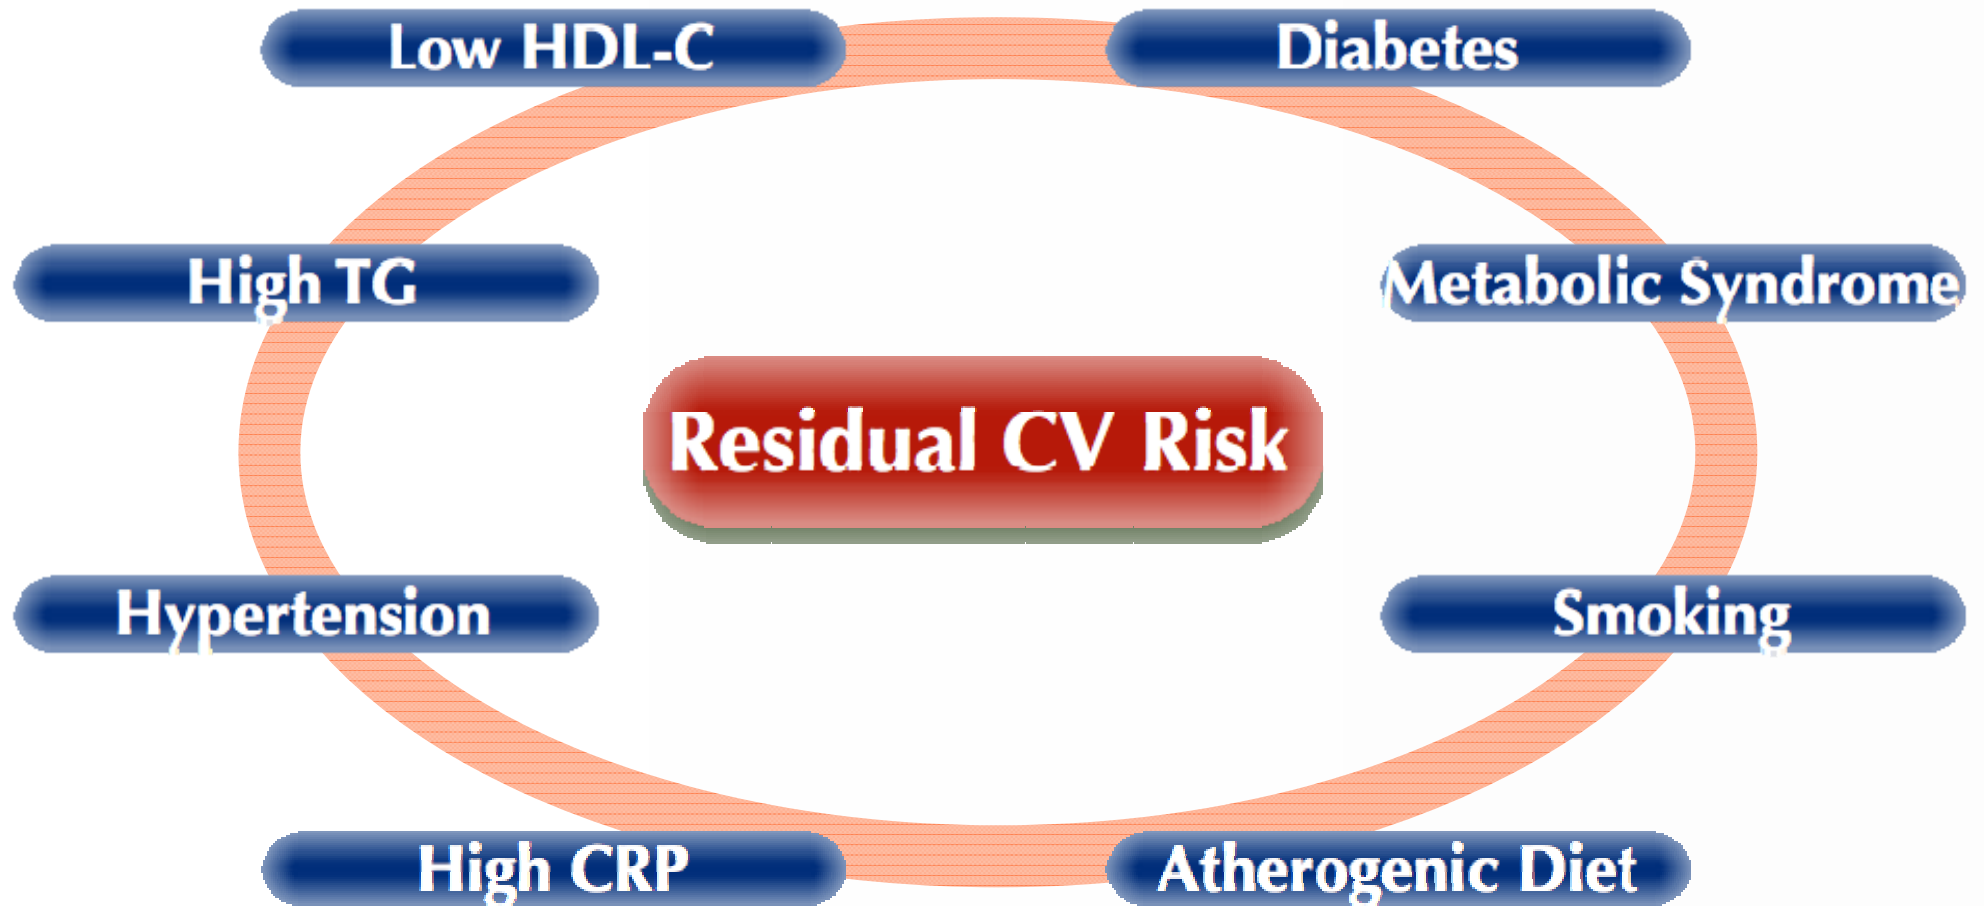 Low HDL-C
Diabetes
High TG
Metabolic Syndrome
Residual CV Risk
Hypertension
Smoking
High CRP
Atherogenic Diet